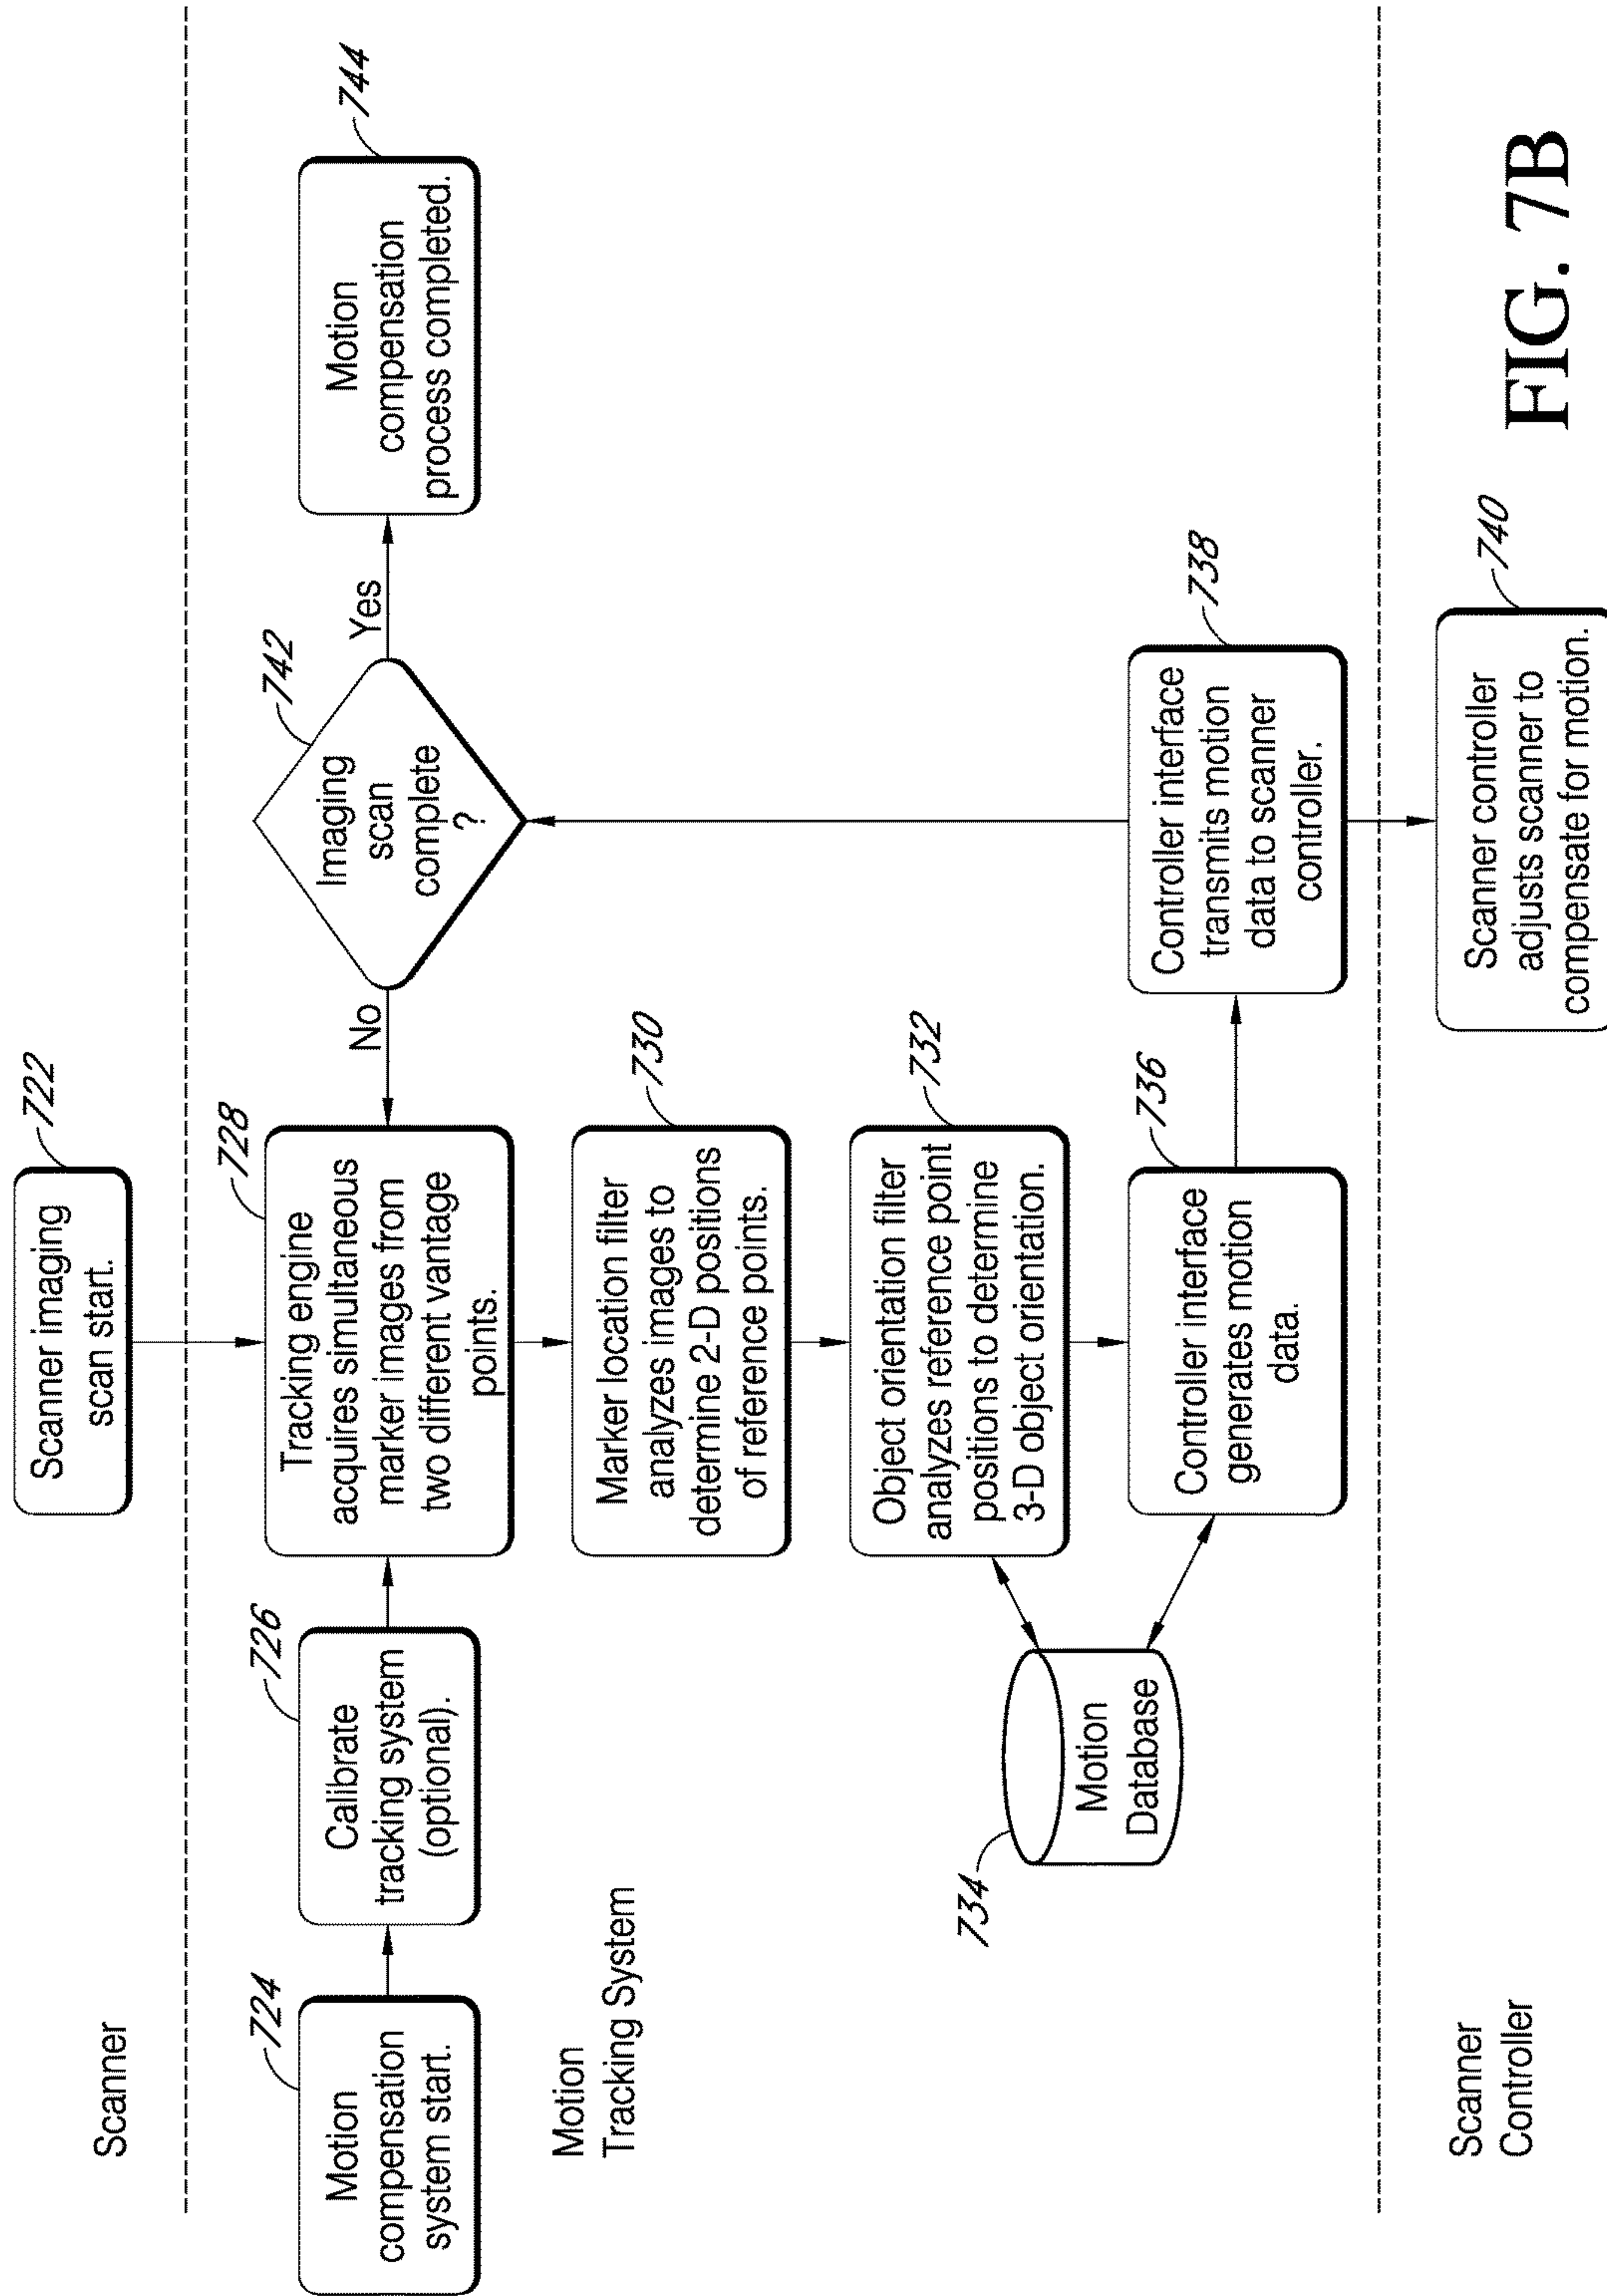 Scanner
Scanner imaging
scan start.
722
724
Motion
compensation
system start.
726
Calibrate
tracking system
(optional).
728
Tracking engine
acquires simultaneous
marker images from
two different vantage
points.
No
742
Imaging
scan
complete
?
Yes
744
Motion
compensation
process completed.
Motion
Tracking System
730
Marker location filter
analyzes images to
determine 2-D positions
of reference points.
732
Object orientation filter
analyzes reference point
positions to determine
3-D object orientation.
734
Motion
Database
736
Controller interface
generates motion
data.
738
Controller interface
transmits motion
data to scanner
controller.
Scanner
Controller
740
Scanner controller
adjusts scanner to
compensate for motion.
FIG. 7B